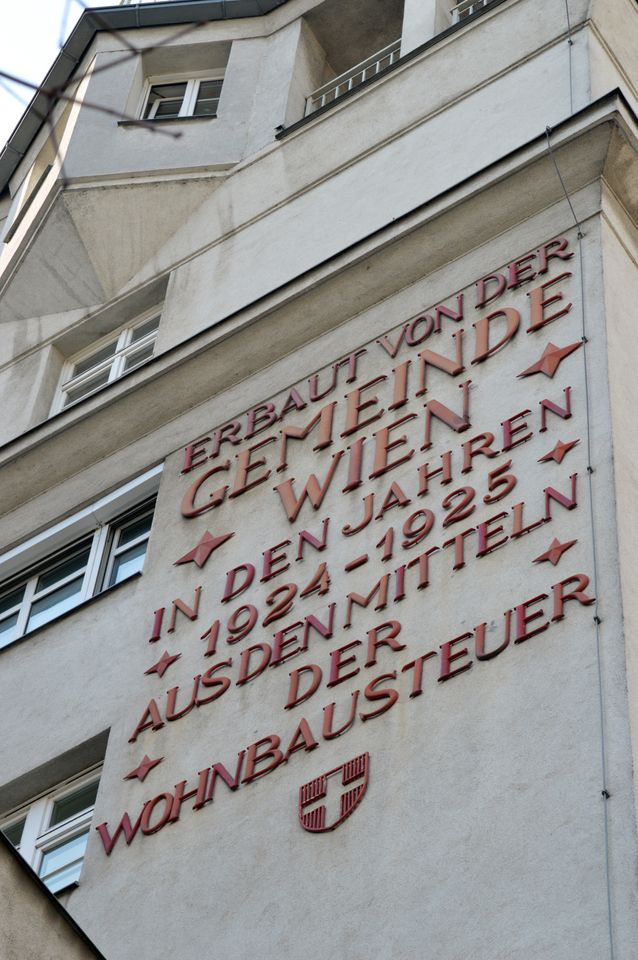 ERBAUT VON DER
GEMEINDE
WIEN
IN DEN JAHREN
1924-1925
AUS DEN MITTELN
DER
WOHNBAUSTEUER